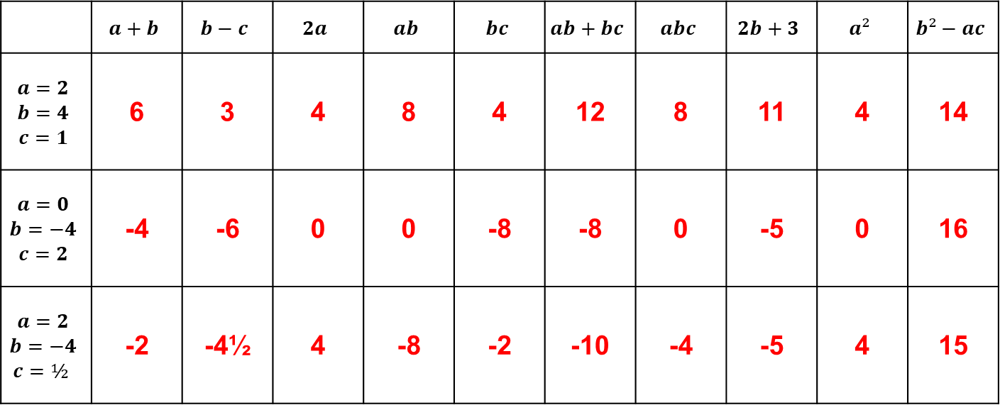 a + b b − c 2a ab bc ab + bc abc 2b + 3 a² b² − ac
a = 2
b = 4
c = 1
6 3 4 8 4 12 8 11 4 14
a = 0
b = −4
c = 2
-4 -6 0 0 -8 -8 0 -5 0 16
a = 2
b = −4
c = ½
-2 -4½ 4 -8 -2 -10 -4 -5 4 15